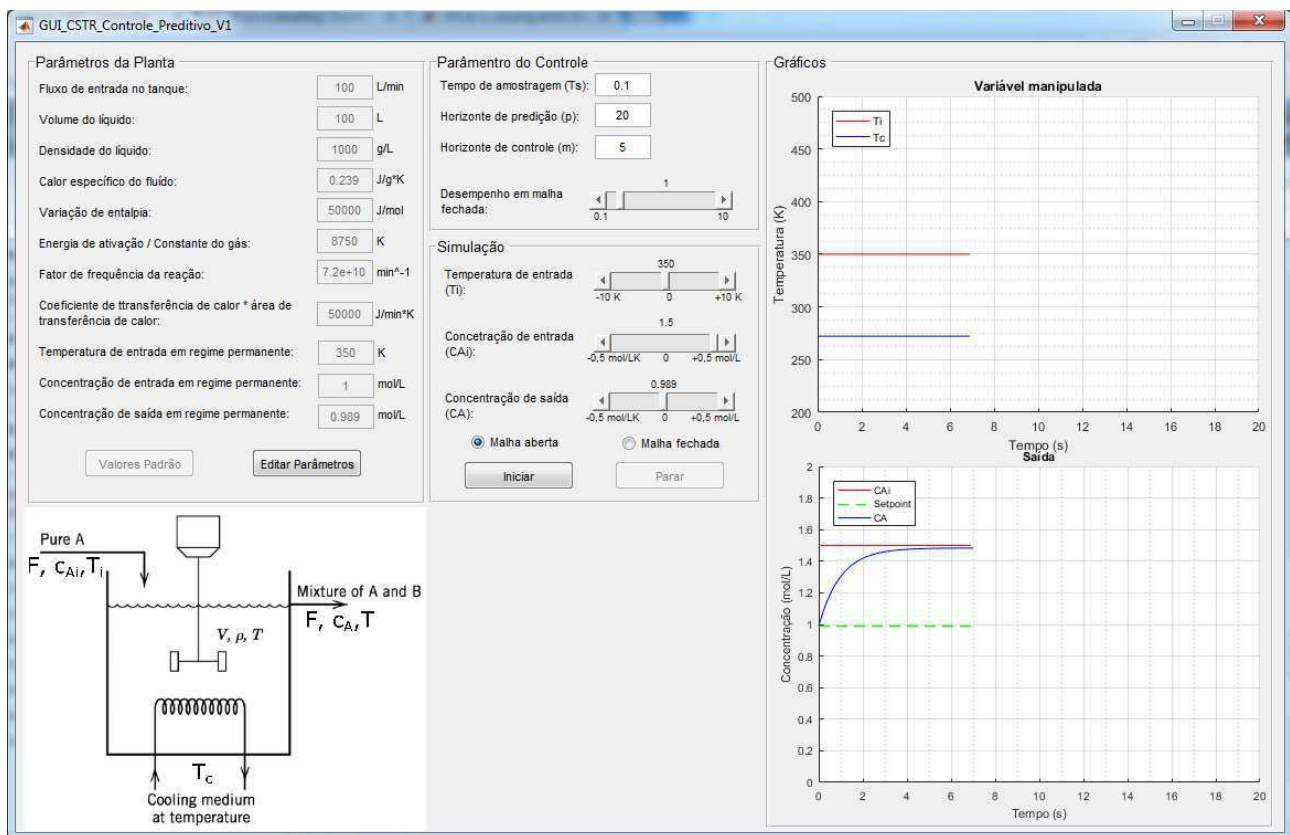 GUI_CSTR_Controle_Preditivo_V1
Parâmetros da Planta
Fluxo de entrada no tanque: 100 L/min
Volume do líquido: 100 L
Densidade do líquido: 1000 g/L
Calor específico do fluído: 0.239 J/g*K
Variação de entalpia: 50000 J/mol
Energia de ativação / Constante do gás: 8750 K
Fator de frequência da reação: 7.2e+10 min^-1
Coeficiente de ttransferência de calor * área de
transferência de calor: 50000 J/min*K
Temperatura de entrada em regime permanente: 350 K
Concentração de entrada em regime permanente: 1 mol/L
Concentração de saída em regime permanente: 0.989 mol/L
Valores Padrão Editar Parâmetros
Parâmentro do Controle
Tempo de amostragem (Ts): 0.1
Horizonte de predição (p): 20
Horizonte de controle (m): 5
1
Desempenho em malha
fechada:
0.1 10
Simulação
350
Temperatura de entrada
(Ti):
-10 K 0 +10 K
1.5
Concetração de entrada
(CAi):
-0,5 mol/LK 0 +0,5 mol/L
0.989
Concentração de saída
(CA):
-0,5 mol/LK 0 +0,5 mol/L
Malha aberta Malha fechada
Iniciar Parar
Gráficos
Variável manipulada
Ti
Tc
Temperatura (K)
500
450
400
350
300
250
200
0 2 4 6 8 10 12 14 16 18 20
Tempo (s)
Saída
CAi
Setpoint
CA
Concentração (mol/L)
2
1.8
1.6
1.4
1.2
1
0.8
0.6
0.4
0.2
0
0 2 4 6 8 10 12 14 16 18 20
Tempo (s)
Pure A
F, cAi, Ti
Mixture of A and B
F, cA, T
V, ρ, T
Tc
Cooling medium
at temperature